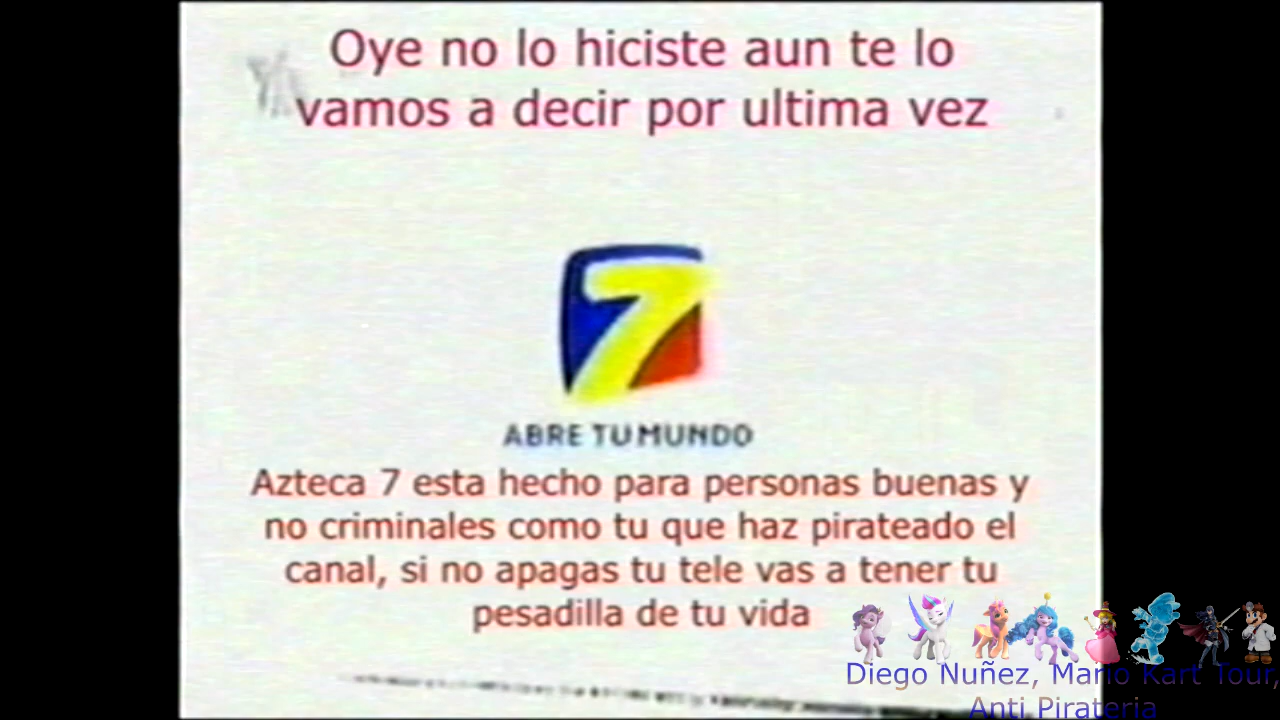 Oye no lo hiciste aun te lo
vamos a decir por ultima vez
7
ABRE TU MUNDO
Azteca 7 esta hecho para personas buenas y
no criminales como tu que haz pirateado el
canal, si no apagas tu tele vas a tener tu
pesadilla de tu vida
Diego Nuñez, Mario Kart Tour,
Anti Pirateria